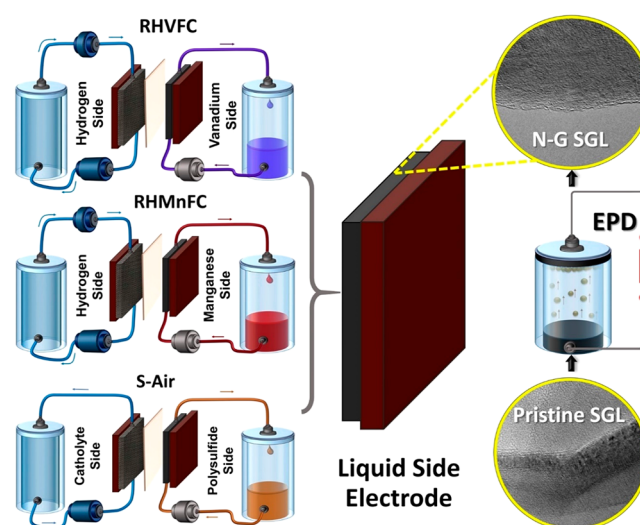 RHVFC
Hydrogen
Side
Vanadium
Side
RHMnFC
Hydrogen
Side
Manganese
Side
S-Air
Catholyte
Side
Polysulfide
Side
Liquid Side
Electrode
N-G SGL
EPD
Pristine SGL